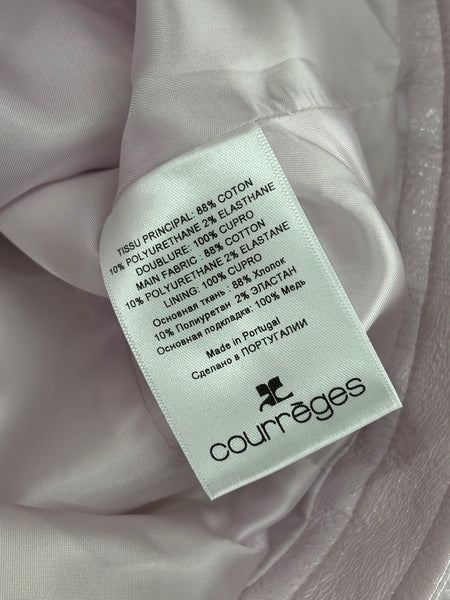 TISSU PRINCIPAL: 88% COTON
10% POLYURETHANE 2% ELASTHANE
DOUBLURE: 100% CUPRO
MAIN FABRIC : 88% COTTON
10% POLYURETHANE 2% ELASTANE
LINING: 100% CUPRO
Основная ткань : 88% Хлопок
10% Полиуретан 2% ЭЛАСТАН
Основная подкладка: 100% Медь
Made in Portugal
Сделано в ПОРТУГАЛИИ
courrèges